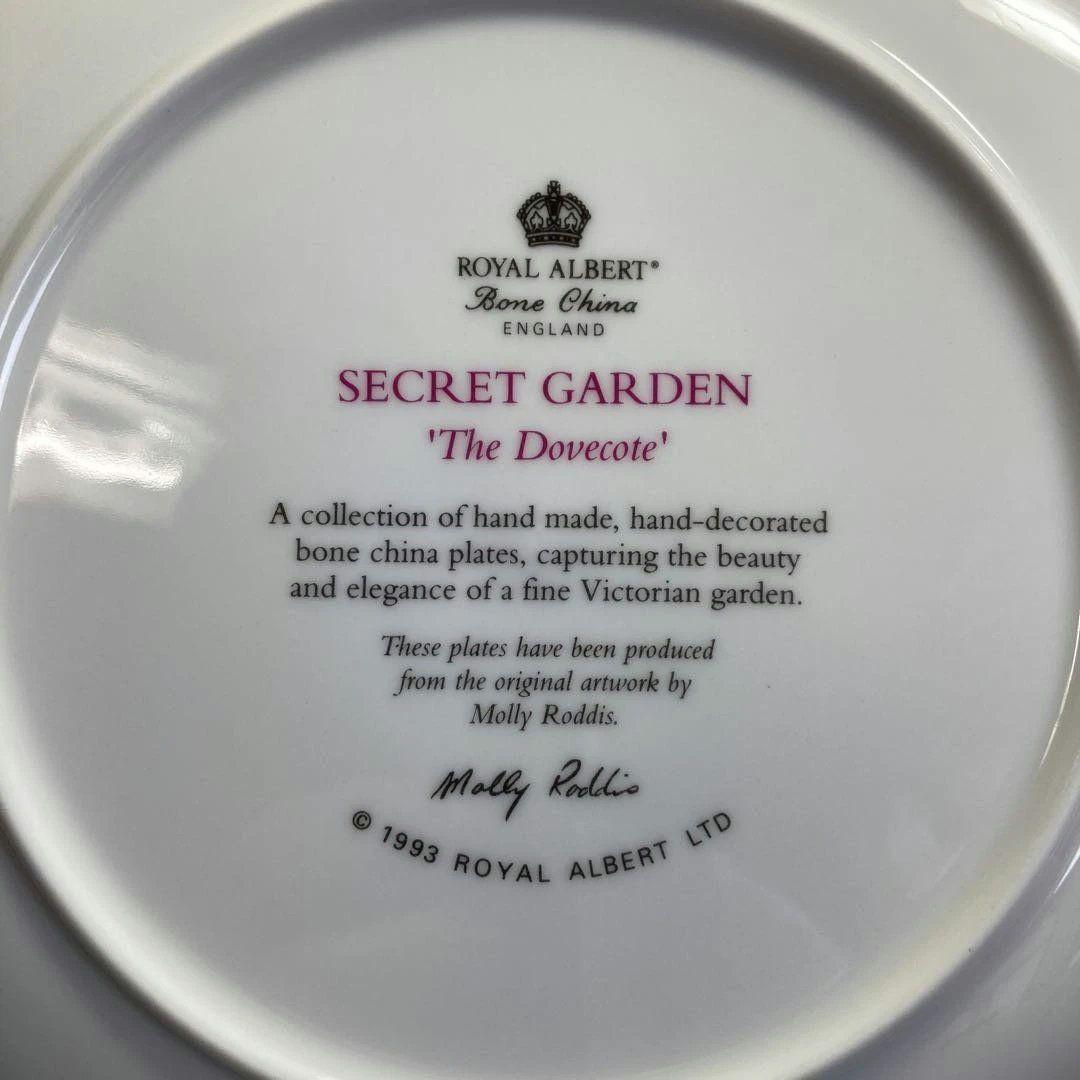 ROYAL ALBERT®
Bone China
ENGLAND
SECRET GARDEN
'The Dovecote'
A collection of hand made, hand-decorated
bone china plates, capturing the beauty
and elegance of a fine Victorian garden.
These plates have been produced
from the original artwork by
Molly Roddis.
Molly Roddis
© 1993 ROYAL ALBERT LTD